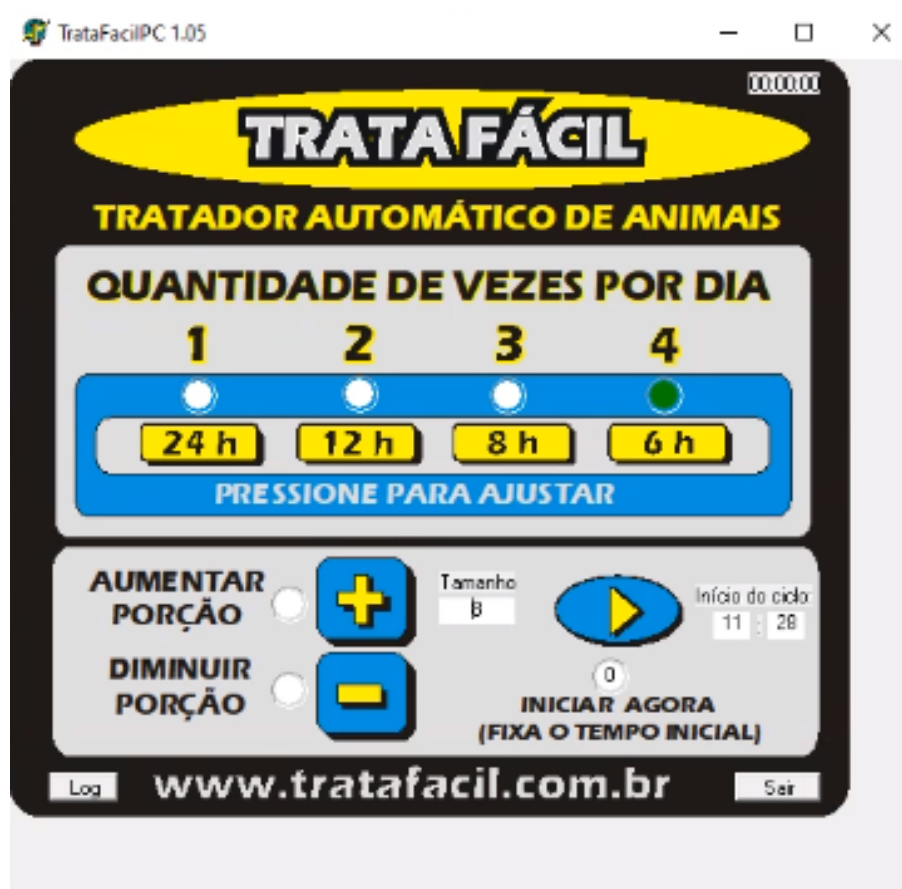 TrataFacilPC 1.05
00:00:00
TRATA FÁCIL
TRATADOR AUTOMÁTICO DE ANIMAIS
QUANTIDADE DE VEZES POR DIA
1 2 3 4
24 h 12 h 8 h 6 h
PRESSIONE PARA AJUSTAR
AUMENTAR
PORÇÃO
Tamanho
8
Início do ciclo:
11 : 28
DIMINUIR
PORÇÃO
0
INICIAR AGORA
(FIXA O TEMPO INICIAL)
Log
www.tratafacil.com.br
Sair